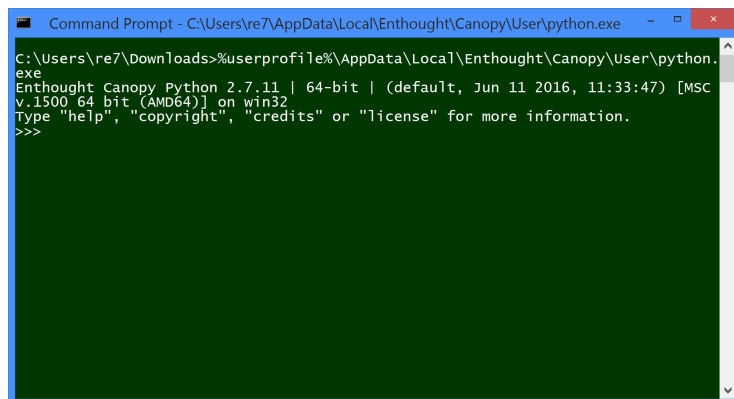 Command Prompt - C:\Users\re7\AppData\Local\Enthought\Canopy\User\python.exe
C:\Users\re7\Downloads>%userprofile%\AppData\Local\Enthought\Canopy\User\python.
exe
Enthought Canopy Python 2.7.11 | 64-bit | (default, Jun 11 2016, 11:33:47) [MSC
v.1500 64 bit (AMD64)] on win32
Type "help", "copyright", "credits" or "license" for more information.
>>>